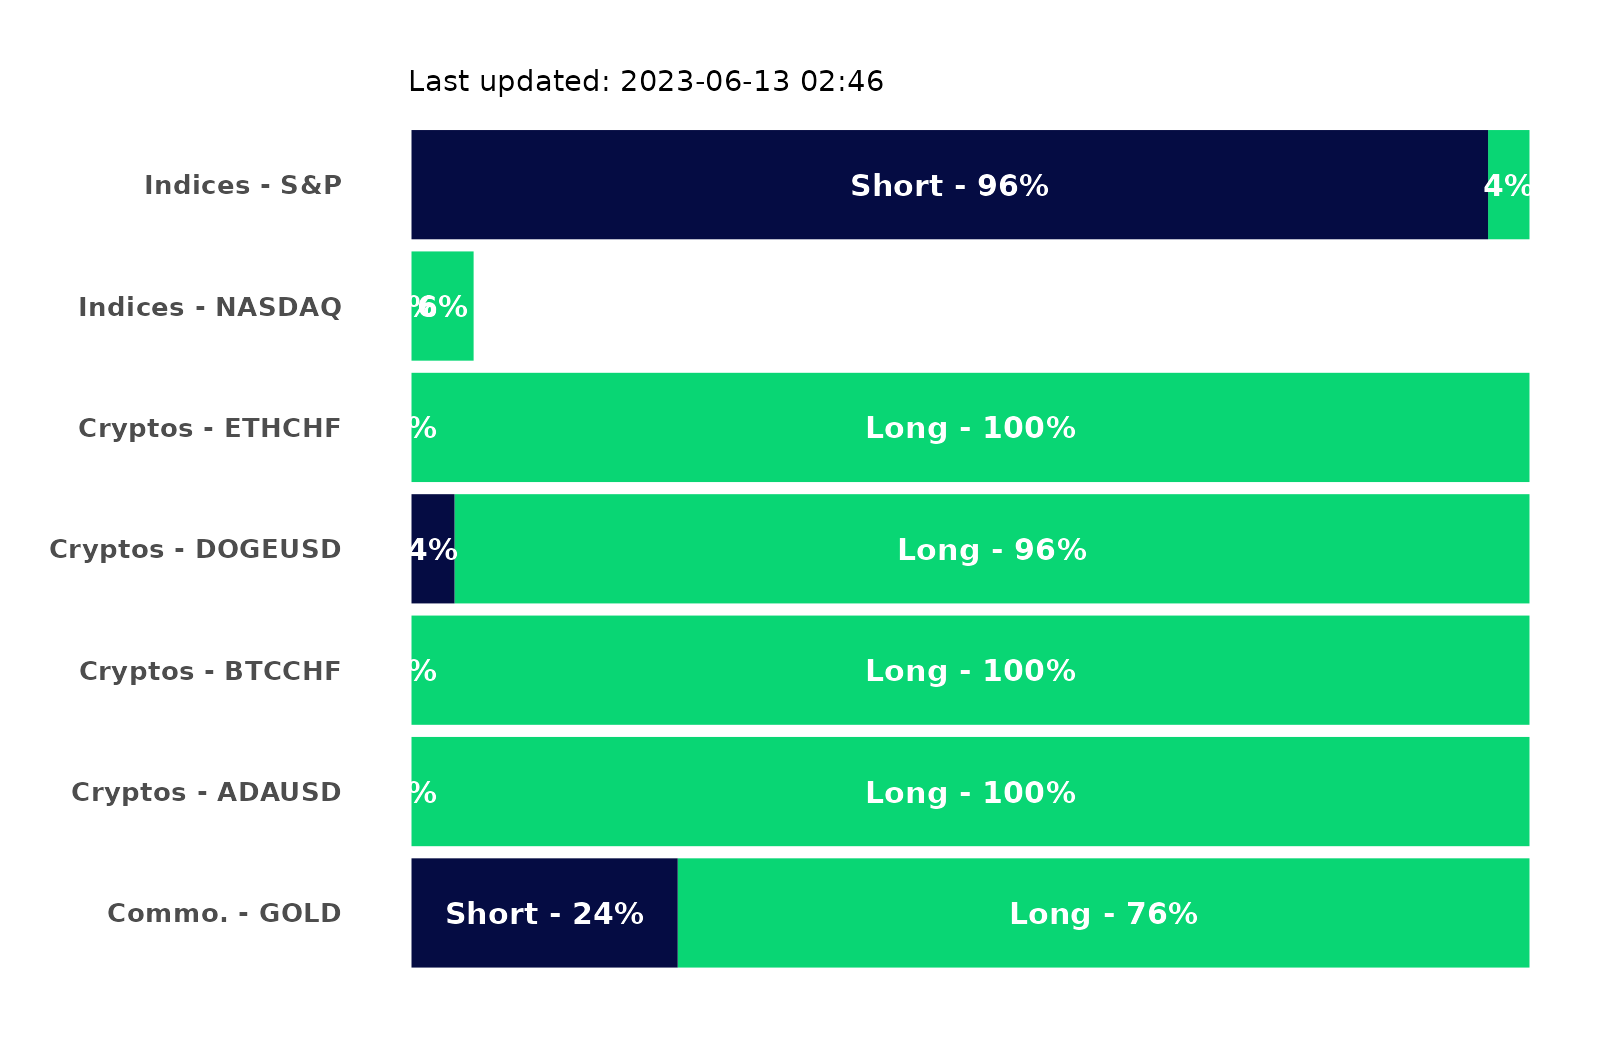 Last updated: 2023-06-13 02:46
Indices - S&P Short - 96% 4%
Indices - NASDAQ % 6%
Cryptos - ETHCHF % Long - 100%
Cryptos - DOGEUSD 4% Long - 96%
Cryptos - BTCCHF % Long - 100%
Cryptos - ADAUSD % Long - 100%
Commo. - GOLD Short - 24% Long - 76%